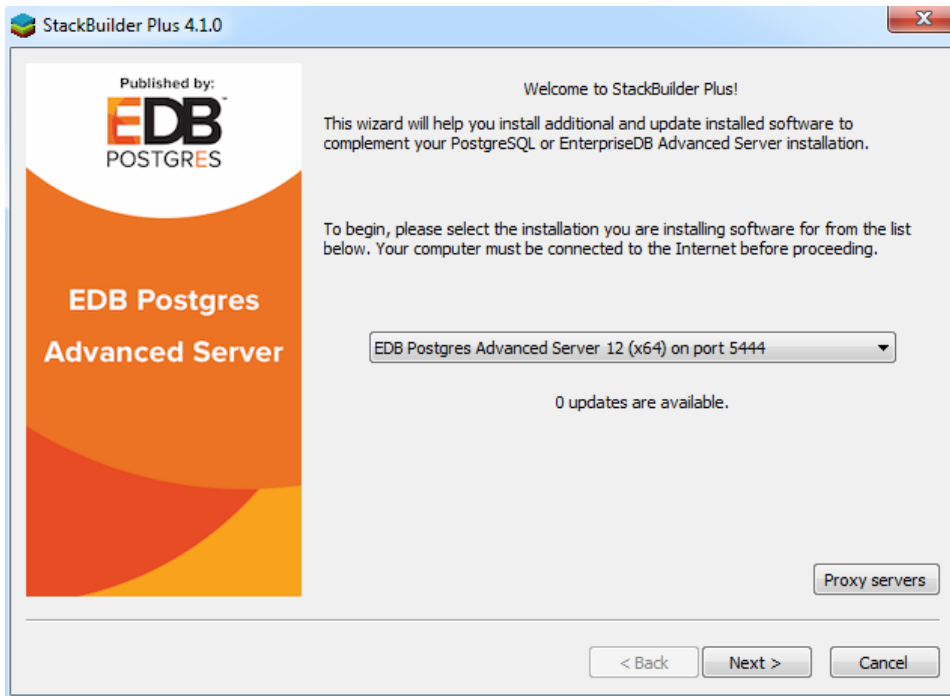 StackBuilder Plus 4.1.0
Published by:
EDB™
POSTGRES
EDB Postgres
Advanced Server
Welcome to StackBuilder Plus!
This wizard will help you install additional and update installed software to
complement your PostgreSQL or EnterpriseDB Advanced Server installation.
To begin, please select the installation you are installing software for from the list
below. Your computer must be connected to the Internet before proceeding.
EDB Postgres Advanced Server 12 (x64) on port 5444
0 updates are available.
Proxy servers
< Back Next > Cancel